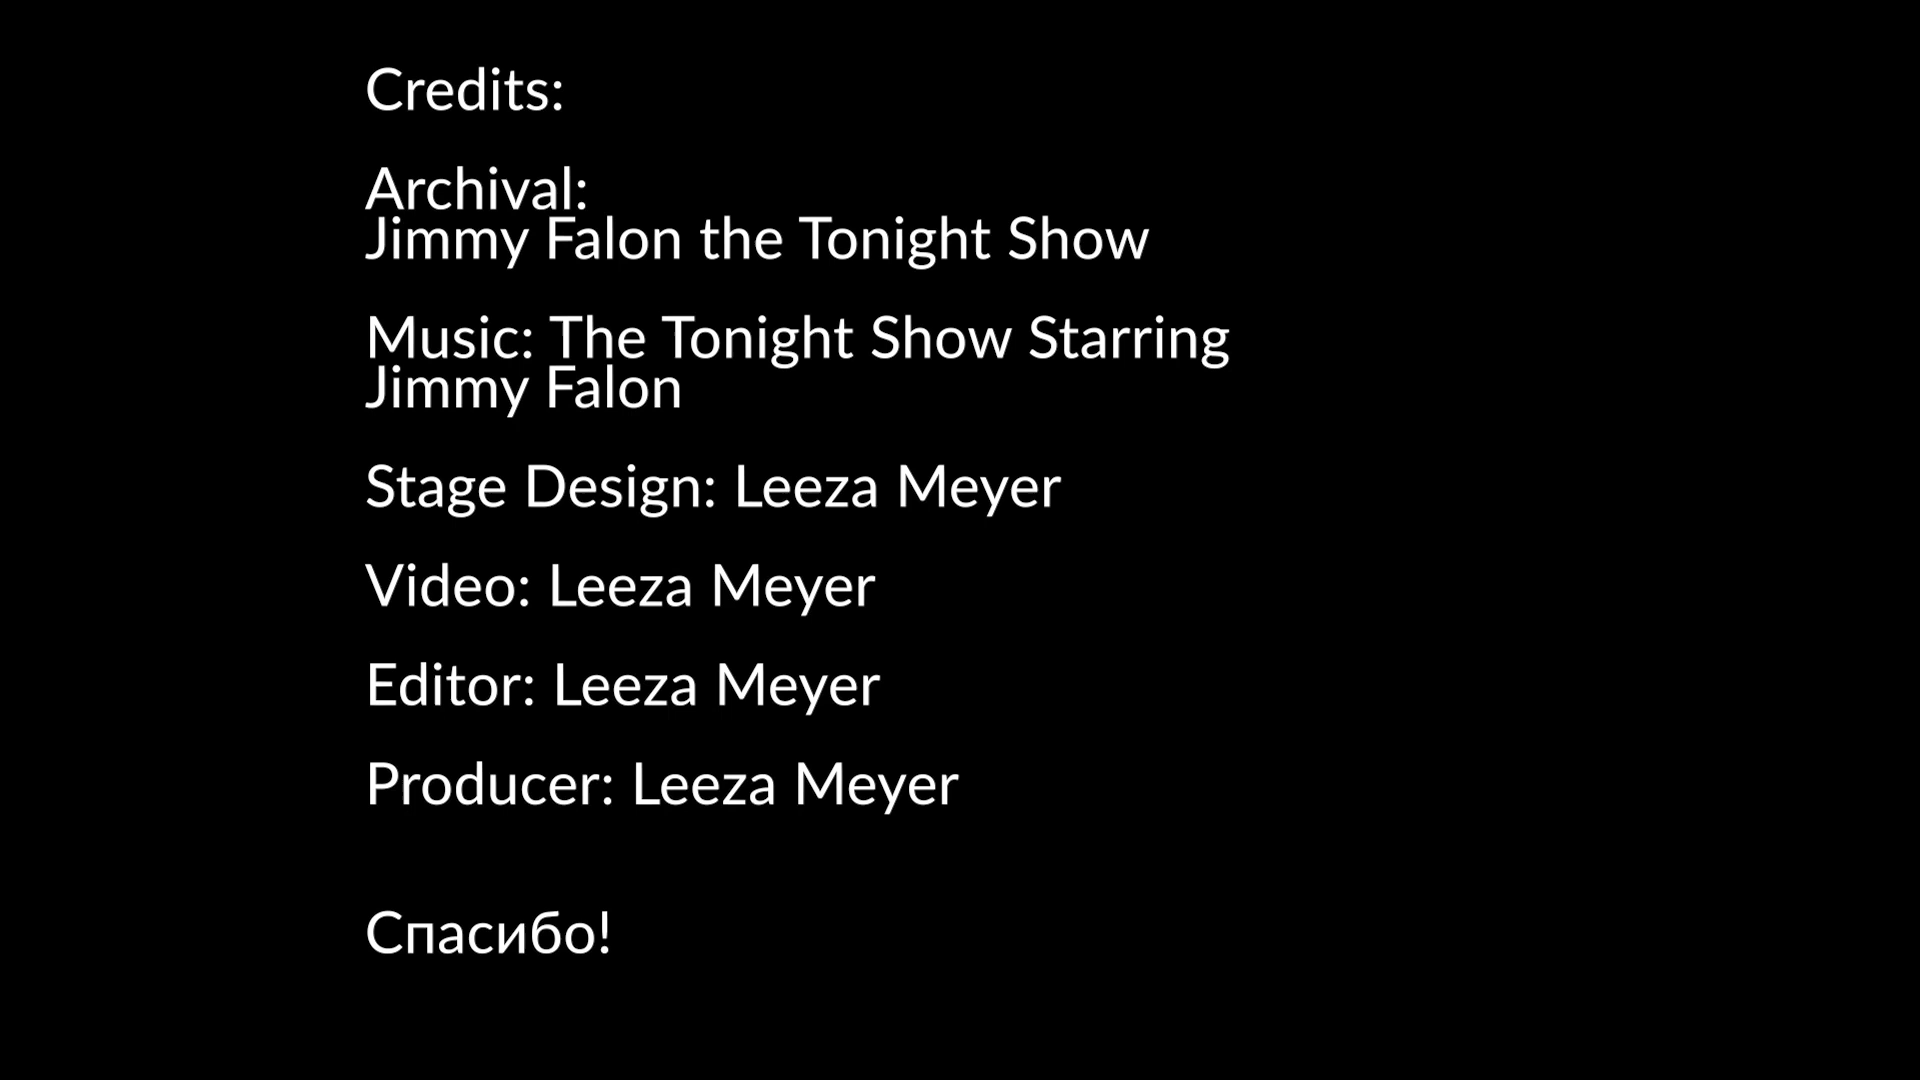 Credits:
Archival:
Jimmy Falon the Tonight Show
Music: The Tonight Show Starring
Jimmy Falon
Stage Design: Leeza Meyer
Video: Leeza Meyer
Editor: Leeza Meyer
Producer: Leeza Meyer
Спасибо!